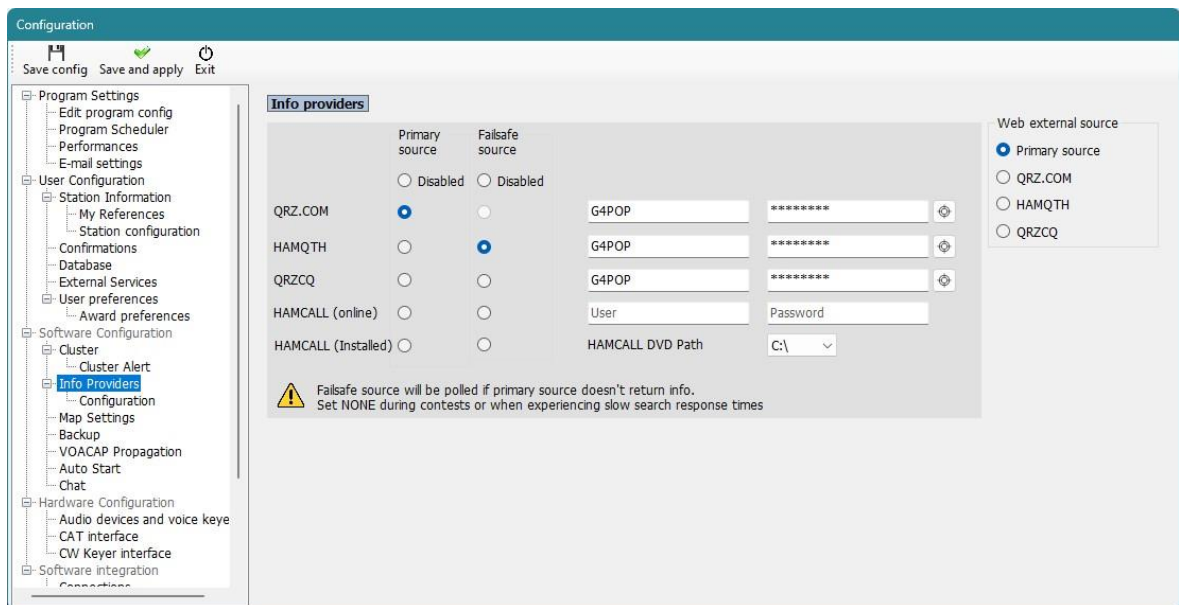 Configuration
Save config Save and apply Exit
Program Settings
Edit program config
Program Scheduler
Performances
E-mail settings
User Configuration
Station Information
My References
Station configuration
Confirmations
Database
External Services
User preferences
Award preferences
Software Configuration
Cluster
Cluster Alert
Info Providers
Configuration
Map Settings
Backup
VOACAP Propagation
Auto Start
Chat
Hardware Configuration
Audio devices and voice keye
CAT interface
CW Keyer interface
Software integration
Connections
Info providers
Primary source
Failsafe source
Disabled Disabled
QRZ.COM G4POP ********
HAMQTH G4POP ********
QRZCQ G4POP ********
HAMCALL (online) User Password
HAMCALL (Installed) HAMCALL DVD Path C:\
Failsafe source will be polled if primary source doesn't return info.
Set NONE during contests or when experiencing slow search response times
Web external source
Primary source
QRZ.COM
HAMQTH
QRZCQ